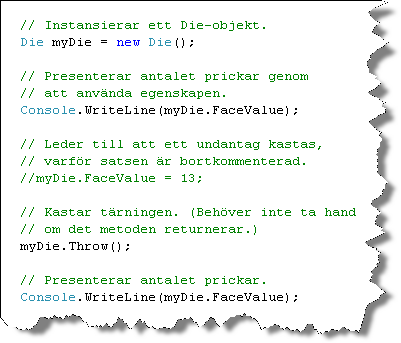 // Instansierar ett Die-objekt.
Die myDie = new Die();
// Presenterar antalet prickar genom
// att använda egenskapen.
Console.WriteLine(myDie.FaceValue);
// Leder till att ett undantag kastas,
// varför satsen är bortkommenterad.
//myDie.FaceValue = 13;
// Kastar tärningen. (Behöver inte ta hand
// om det metoden returnerar.)
myDie.Throw();
// Presenterar antalet prickar.
Console.WriteLine(myDie.FaceValue);